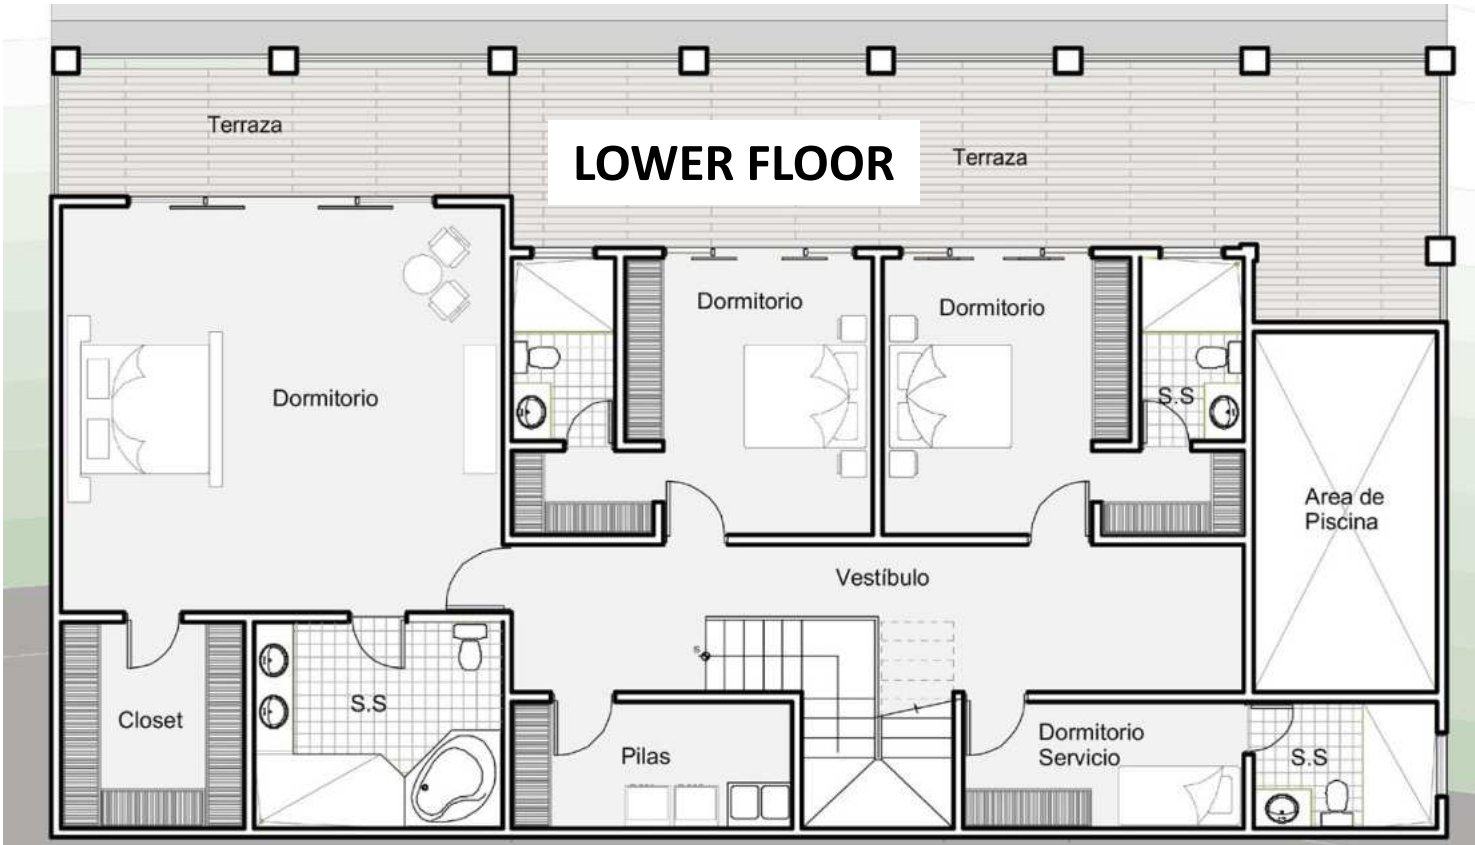 Terraza
LOWER FLOOR
Terraza
Dormitorio
Dormitorio
Dormitorio
S.S
Area de
Piscina
Vestíbulo
s
S.S
Closet
Pilas
Dormitorio
Servicio
S.S